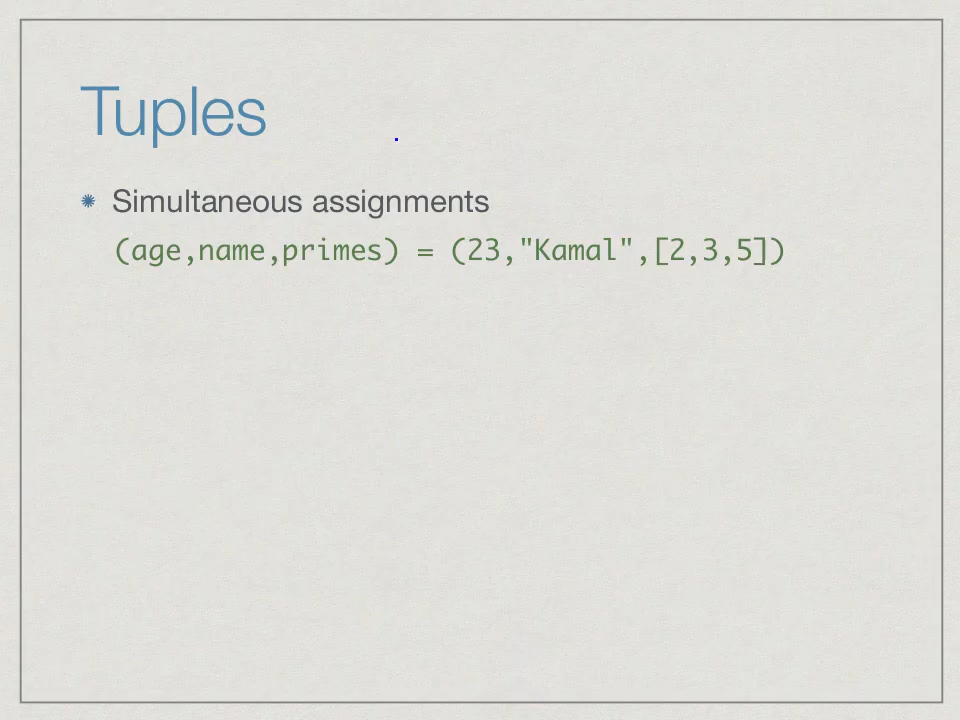 Tuples
Simultaneous assignments
(age,name,primes) = (23,"Kamal",[2,3,5])